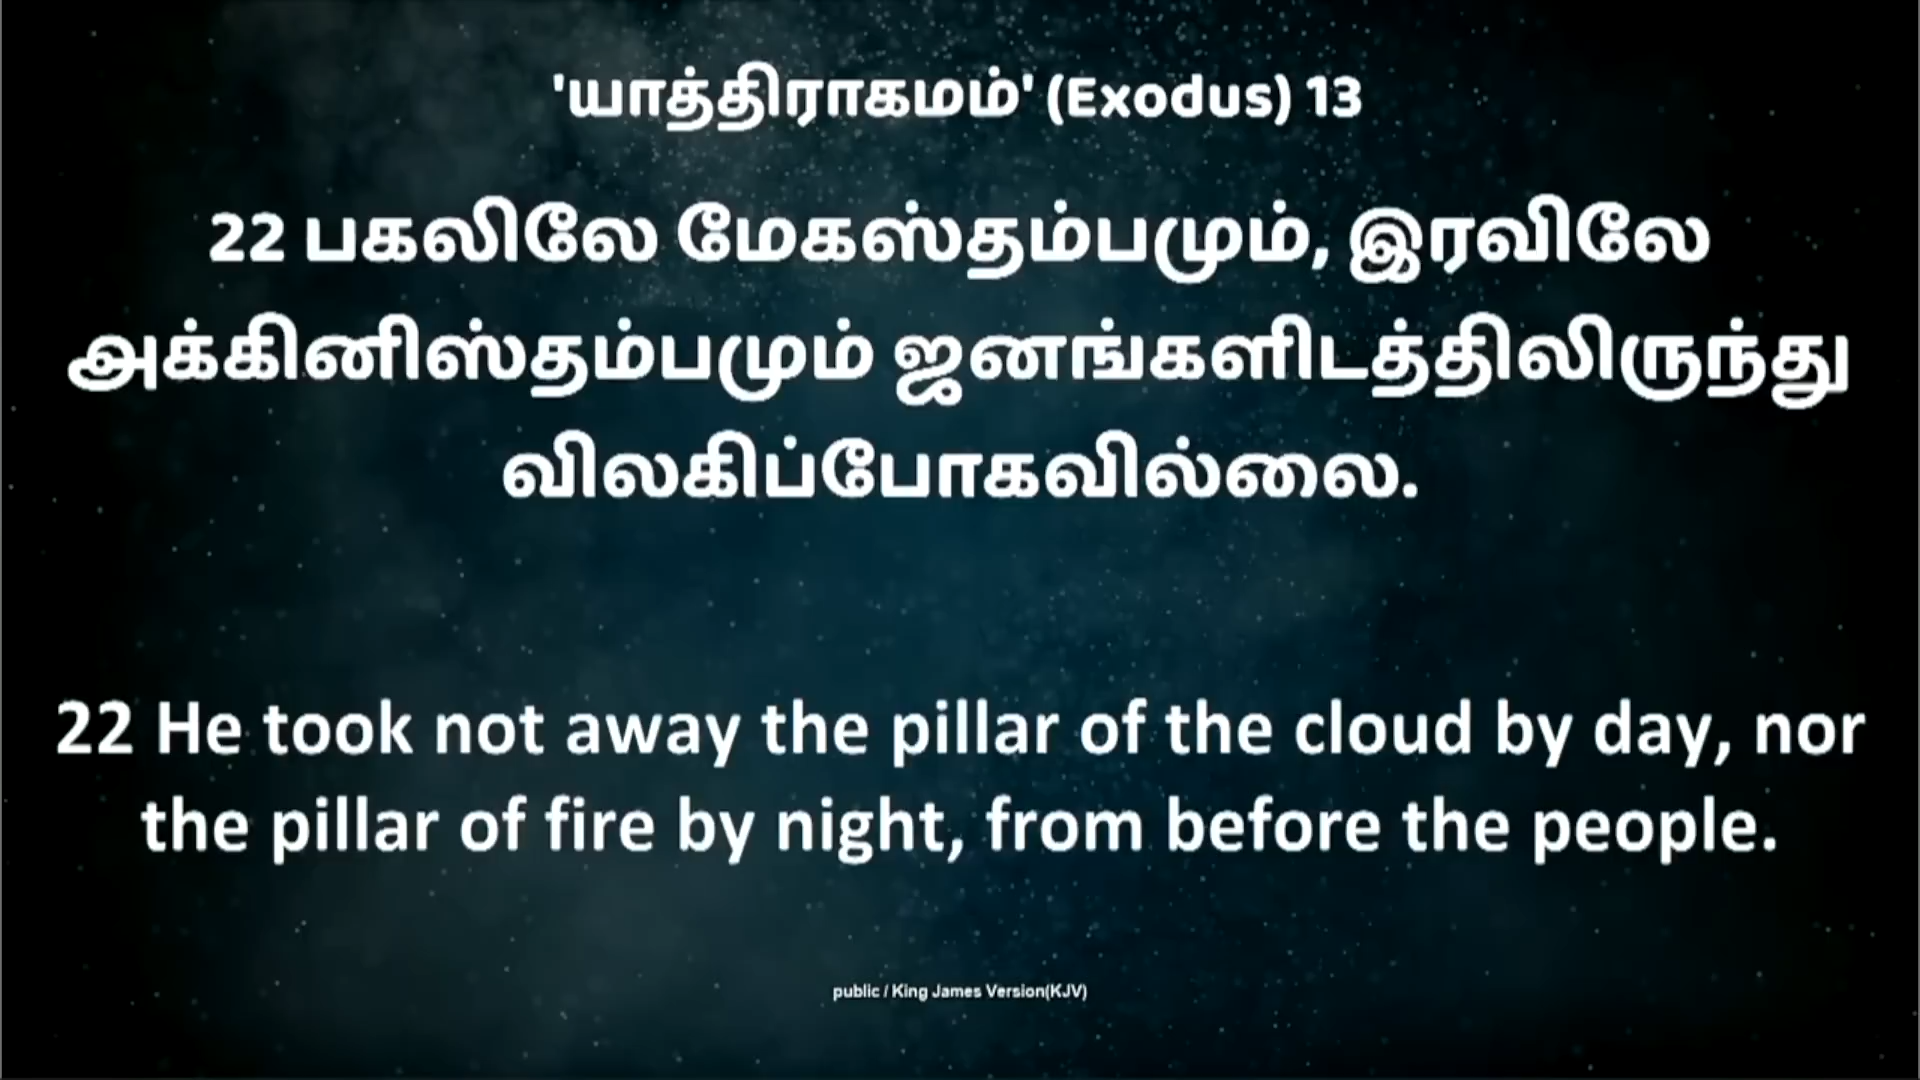 'யாத்திராகமம்' (Exodus) 13
22 பகலிலே மேகஸ்தம்பமும், இரவிலே
அக்கினிஸ்தம்பமும் ஜனங்களிடத்திலிருந்து
விலகிப்போகவில்லை.
22 He took not away the pillar of the cloud by day, nor
the pillar of fire by night, from before the people.
public / King James Version(KJV)